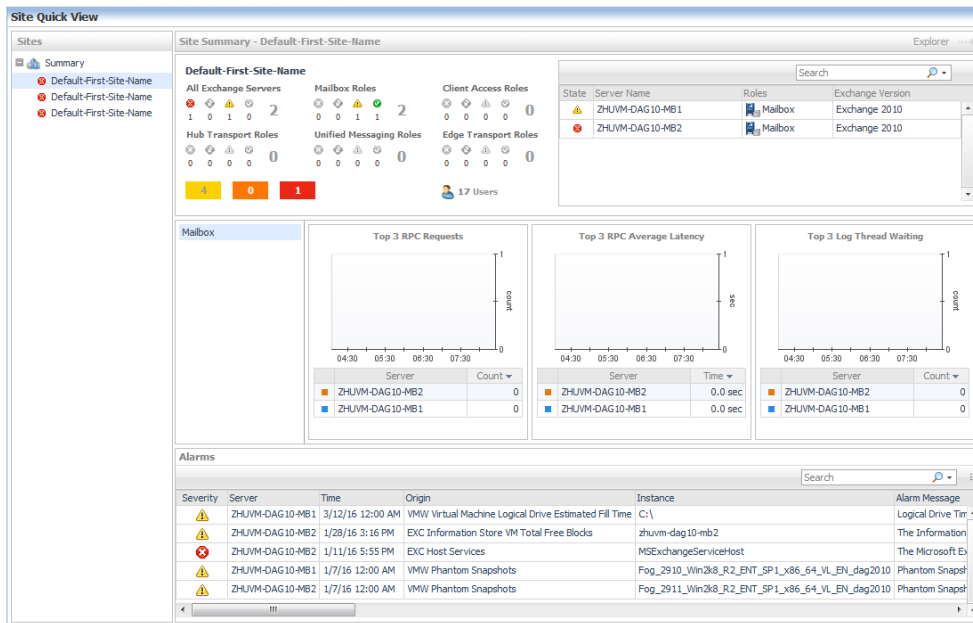 Site Quick View
Sites
Summary
Default-First-Site-Name
Default-First-Site-Name
Default-First-Site-Name
Site Summary - Default-First-Site-Name Explorer
Default-First-Site-Name
All Exchange Servers Mailbox Roles Client Access Roles
2 2 0
1 0 1 0 0 0 1 1 0 0 0 0
Hub Transport Roles Unified Messaging Roles Edge Transport Roles
0 0 0
0 0 0 0 0 0 0 0 0 0 0 0
4 0 1 17 Users
Search
State Server Name Roles Exchange Version
ZHUVM-DAG10-MB1 Mailbox Exchange 2010
ZHUVM-DAG10-MB2 Mailbox Exchange 2010
Mailbox
Top 3 RPC Requests
1
count
0
04:30 05:30 06:30 07:30
Server Count
ZHUVM-DAG10-MB2 0
ZHUVM-DAG10-MB1 0
Top 3 RPC Average Latency
1
sec
0
04:30 05:30 06:30 07:30
Server Time
ZHUVM-DAG10-MB2 0.0 sec
ZHUVM-DAG10-MB1 0.0 sec
Top 3 Log Thread Waiting
1
count
0
04:30 05:30 06:30 07:30
Server Count
ZHUVM-DAG10-MB2 0
ZHUVM-DAG10-MB1 0
Alarms
Search
Severity Server Time Origin Instance Alarm Message
ZHUVM-DAG10-MB1 3/12/16 12:00 AM VMW Virtual Machine Logical Drive Estimated Fill Time C:\ Logical Drive Tim
ZHUVM-DAG10-MB2 1/28/16 3:16 PM EXC Information Store VM Total Free Blocks zhuvm-dag10-mb2 The Information
ZHUVM-DAG10-MB2 1/11/16 5:55 PM EXC Host Services MSExchangeServiceHost The Microsoft Ex
ZHUVM-DAG10-MB1 1/7/16 12:00 AM VMW Phantom Snapshots Fog_2910_Win2k8_R2_ENT_SP1_x86_64_VL_EN_dag2010 Phantom Snapsh
ZHUVM-DAG10-MB2 1/7/16 12:00 AM VMW Phantom Snapshots Fog_2911_Win2k8_R2_ENT_SP1_x86_64_VL_EN_dag2010 Phantom Snapsh